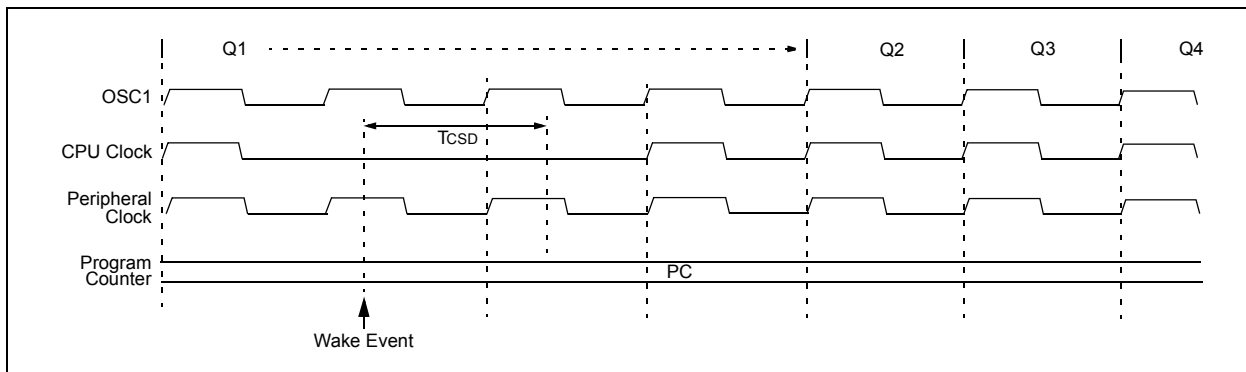 Q1 Q2 Q3 Q4
OSC1
TCSD
CPU Clock
Peripheral
Clock
Program
Counter
PC
Wake Event